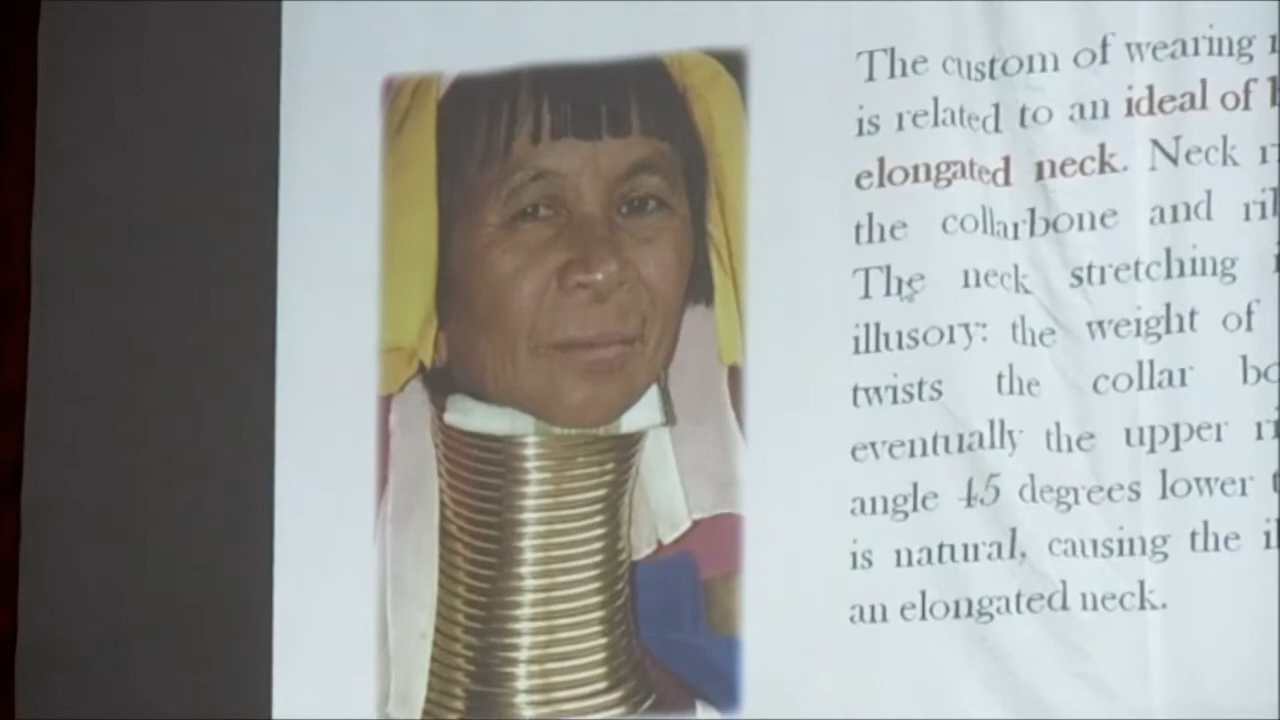 The custom of wearing
is related to an ideal of
elongated neck. Neck
the collarbone and
The neck stretching
illusory: the weight of
twists the collar
eventually the upper
angle 45 degrees lower
is natural, causing the
an elongated neck.